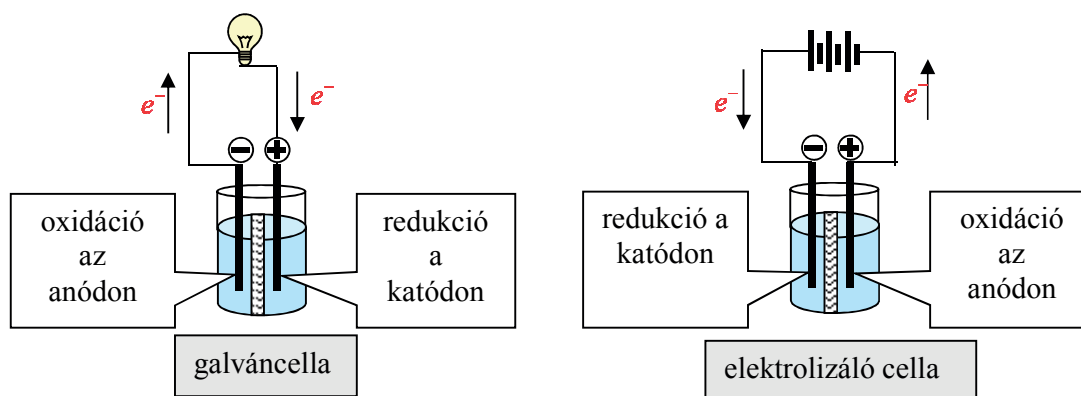 e⁻
e⁻
− +
oxidáció
az
anódon
redukció
a
katódon
galváncella
e⁻
e⁻
− +
redukció a
katódon
oxidáció
az
anódon
elektrolizáló cella